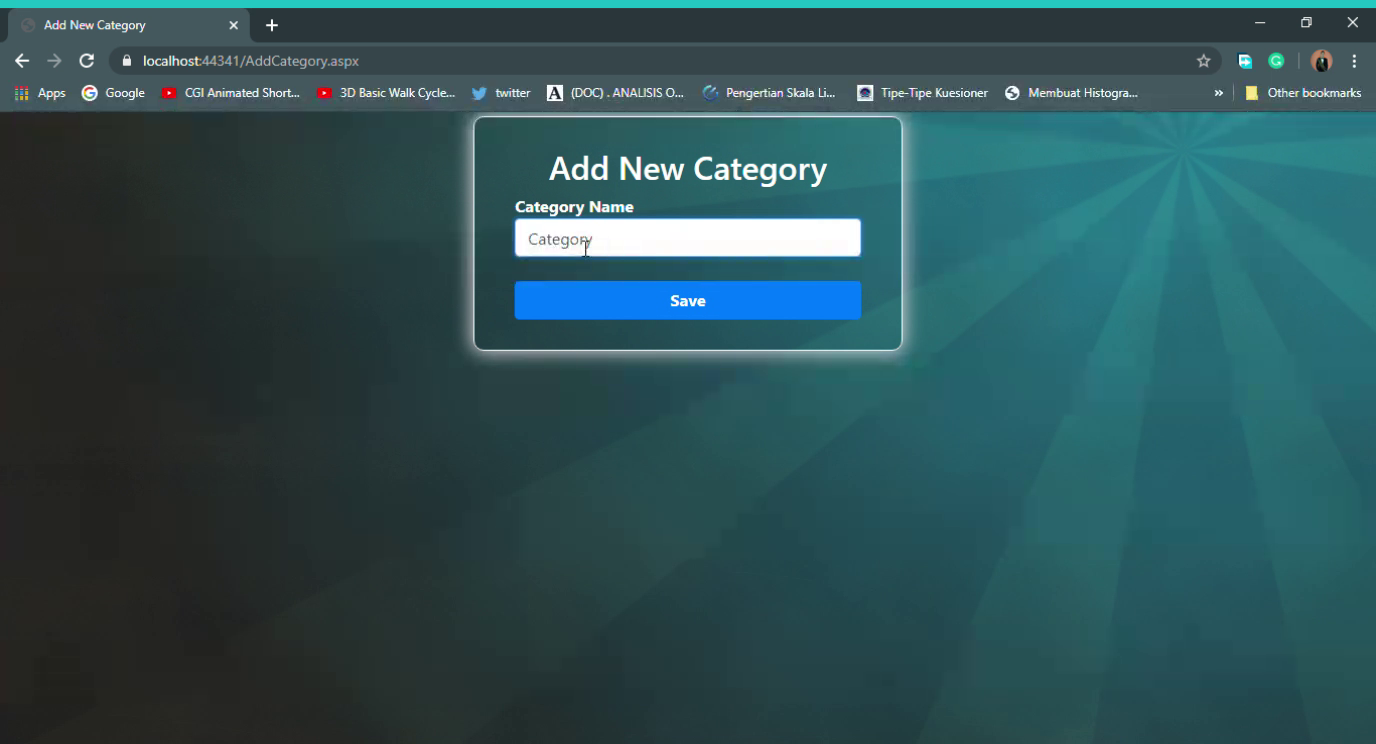 Add New Category
localhost:44341/AddCategory.aspx
Apps Google CGI Animated Short... 3D Basic Walk Cycle... twitter A (DOC) . ANALISIS O... Pengertian Skala Li... Tipe-Tipe Kuesioner Membuat Histogra... » Other bookmarks
Add New Category
Category Name
Category
Save